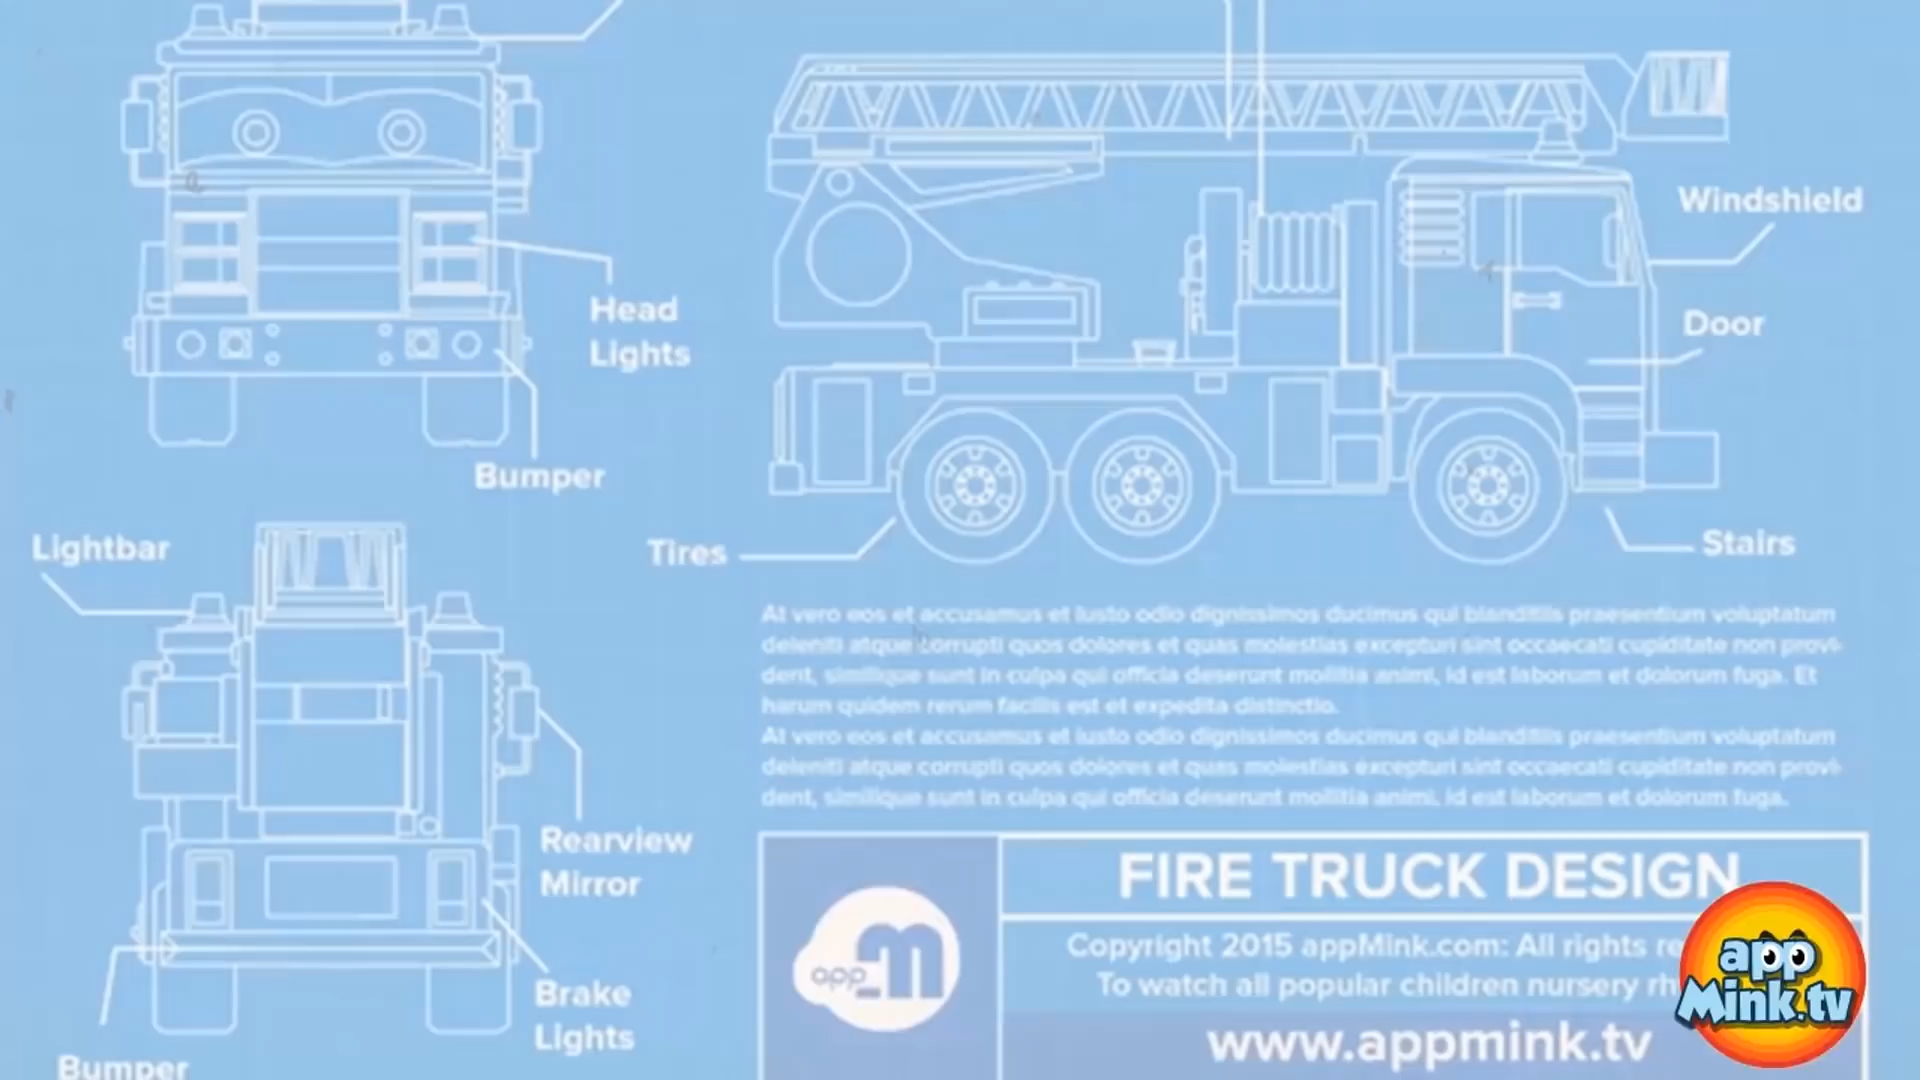 Windshield
Door
Head
Lights
Bumper
Lightbar
Tires
Stairs
At vero eos et accusamus et iusto odio dignissimos ducimus qui blanditiis praesentium voluptatum
deleniti atque corrupti quos dolores et quas molestias excepturi sint occaecati cupiditate non provi-
dent, similique sunt in culpa qui officia deserunt mollitia animi, id est laborum et dolorum fuga. Et
harum quidem rerum facilis est et expedita distinctio.
At vero eos et accusamus et iusto odio dignissimos ducimus qui blanditiis praesentium voluptatum
deleniti atque corrupti quos dolores et quas molestias excepturi sint occaecati cupiditate non provi-
dent, similique sunt in culpa qui officia deserunt mollitia animi, id est laborum et dolorum fuga.
Rearview
Mirror
Brake
Lights
Bumper
app m
FIRE TRUCK DESIGN
Copyright 2015 appMink.com: All rights re
To watch all popular children nursery rh
www.appmink.tv
app
Mink.tv